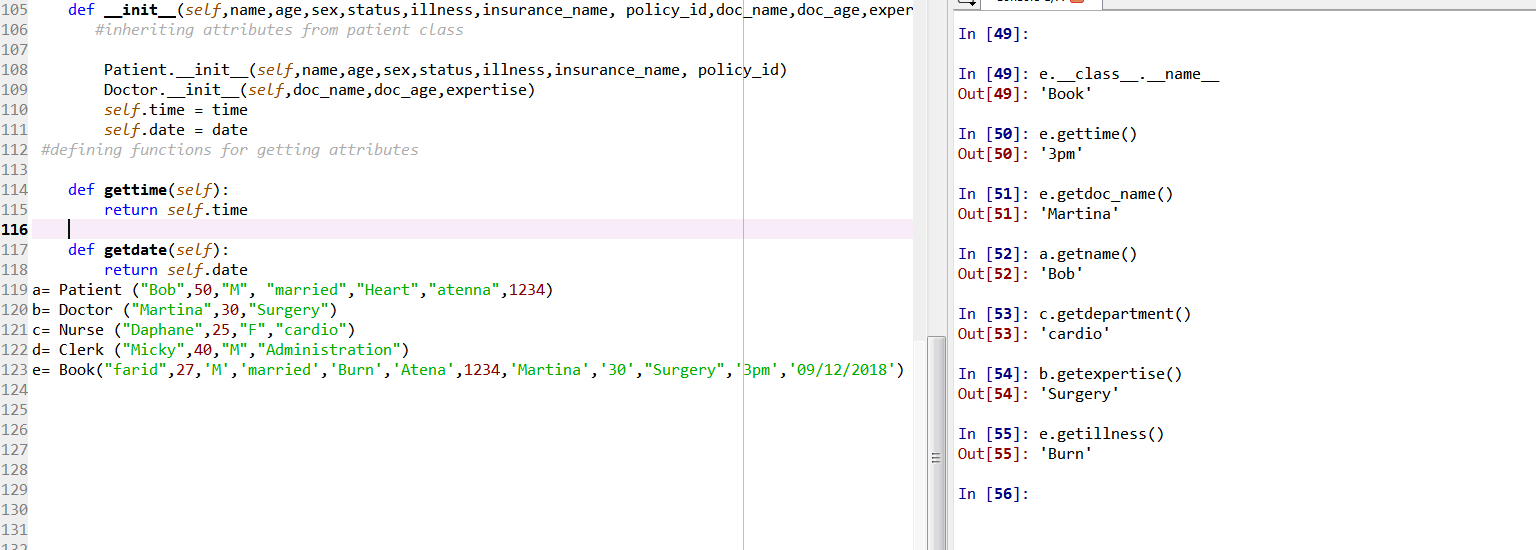 105 def __init__(self,name,age,sex,status,illness,insurance_name, policy_id,doc_name,doc_age,exper
106 #inheriting attributes from patient class
107
108 Patient.__init__(self,name,age,sex,status,illness,insurance_name, policy_id)
109 Doctor.__init__(self,doc_name,doc_age,expertise)
110 self.time = time
111 self.date = date
112 #defining functions for getting attributes
113
114 def gettime(self):
115 return self.time
116
117 def getdate(self):
118 return self.date
119 a= Patient ("Bob",50,"M", "married","Heart","atenna",1234)
120 b= Doctor ("Martina",30,"Surgery")
121 c= Nurse ("Daphane",25,"F","cardio")
122 d= Clerk ("Micky",40,"M","Administration")
123 e= Book("farid",27,'M','married','Burn','Atena',1234,'Martina','30',"Surgery",'3pm','09/12/2018')
124
125
126
127
128
129
130
131
In [49]:
In [49]: e.__class__.__name__
Out[49]: 'Book'
In [50]: e.gettime()
Out[50]: '3pm'
In [51]: e.getdoc_name()
Out[51]: 'Martina'
In [52]: a.getname()
Out[52]: 'Bob'
In [53]: c.getdepartment()
Out[53]: 'cardio'
In [54]: b.getexpertise()
Out[54]: 'Surgery'
In [55]: e.getillness()
Out[55]: 'Burn'
In [56]: